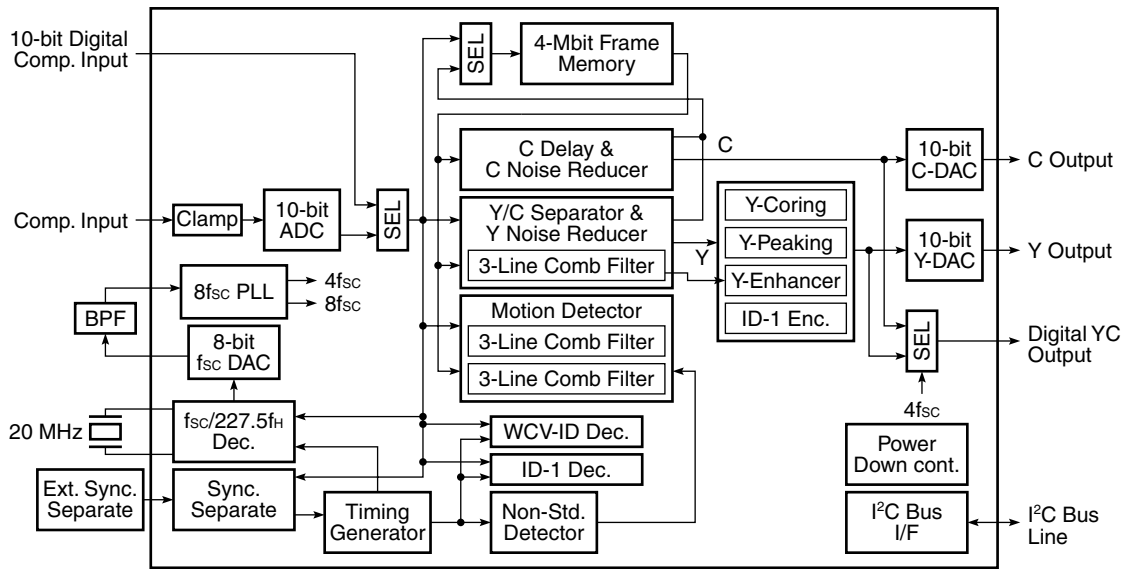 10-bit Digital
Comp. Input
SEL
4-Mbit Frame
Memory
C Delay &
C Noise Reducer
C
10-bit
C-DAC
C Output
Comp. Input
Clamp
10-bit
ADC
SEL
Y/C Separator &
Y Noise Reducer
3-Line Comb Filter
Y
Y-Coring
Y-Peaking
Y-Enhancer
ID-1 Enc.
10-bit
Y-DAC
Y Output
8fSC PLL
4fSC
8fSC
BPF
8-bit
fSC DAC
Motion Detector
3-Line Comb Filter
3-Line Comb Filter
SEL
Digital YC
Output
4fSC
20 MHz
fSC/227.5fH
Dec.
WCV-ID Dec.
ID-1 Dec.
Power
Down cont.
Ext. Sync.
Separate
Sync.
Separate
Timing
Generator
Non-Std.
Detector
I²C Bus
I/F
I²C Bus
Line